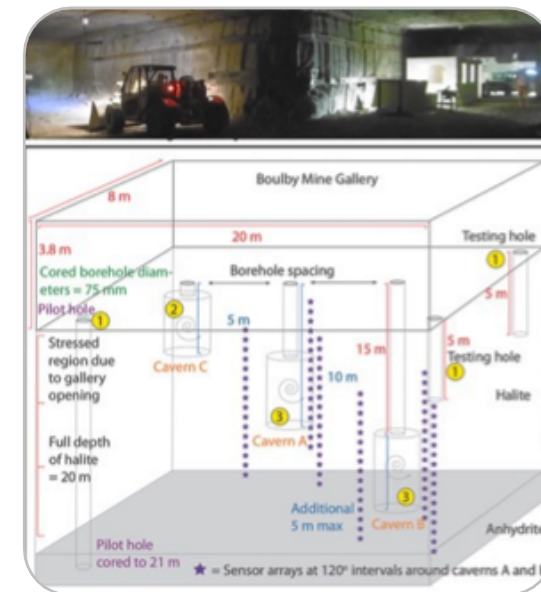 Boulby Mine Gallery
8 m
20 m
3.8 m
Testing hole
1
Cored borehole diam-
eters = 75 mm
Borehole spacing
5 m
Pilot hole
1
2
5 m
5 m
Stressed
region due
to gallery
opening
15 m
Testing hole
1
Cavern C
10 m
Halite
3
Cavern A
Full depth
of halite
= 20 m
3
Additional
5 m max
Cavern B
Anhydrite
Pilot hole
cored to 21 m
★ = Sensor arrays at 120° intervals around caverns A and